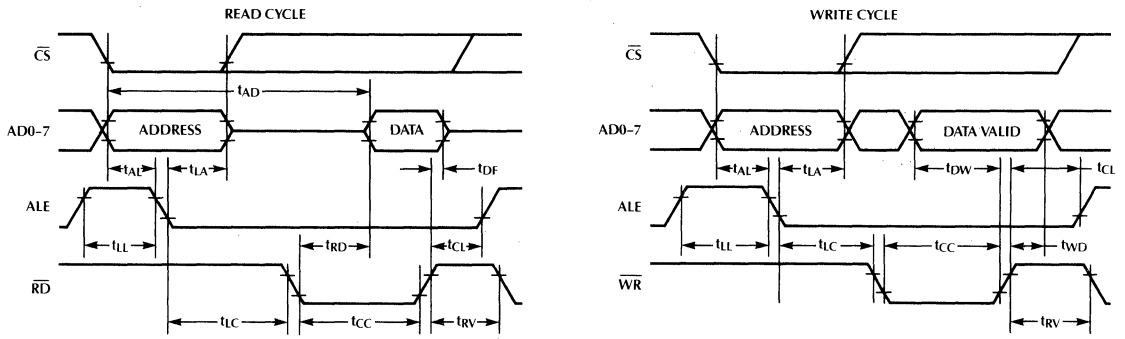 READ CYCLE
CS
tAD
AD0–7 ADDRESS DATA
tAL tLA tDF
ALE
tLL tRD tCL
RD
tLC tCC tRV
WRITE CYCLE
CS
AD0–7 ADDRESS DATA VALID
tAL tLA tDW tCL
ALE
tLL tLC tCC tWD
WR
tRV